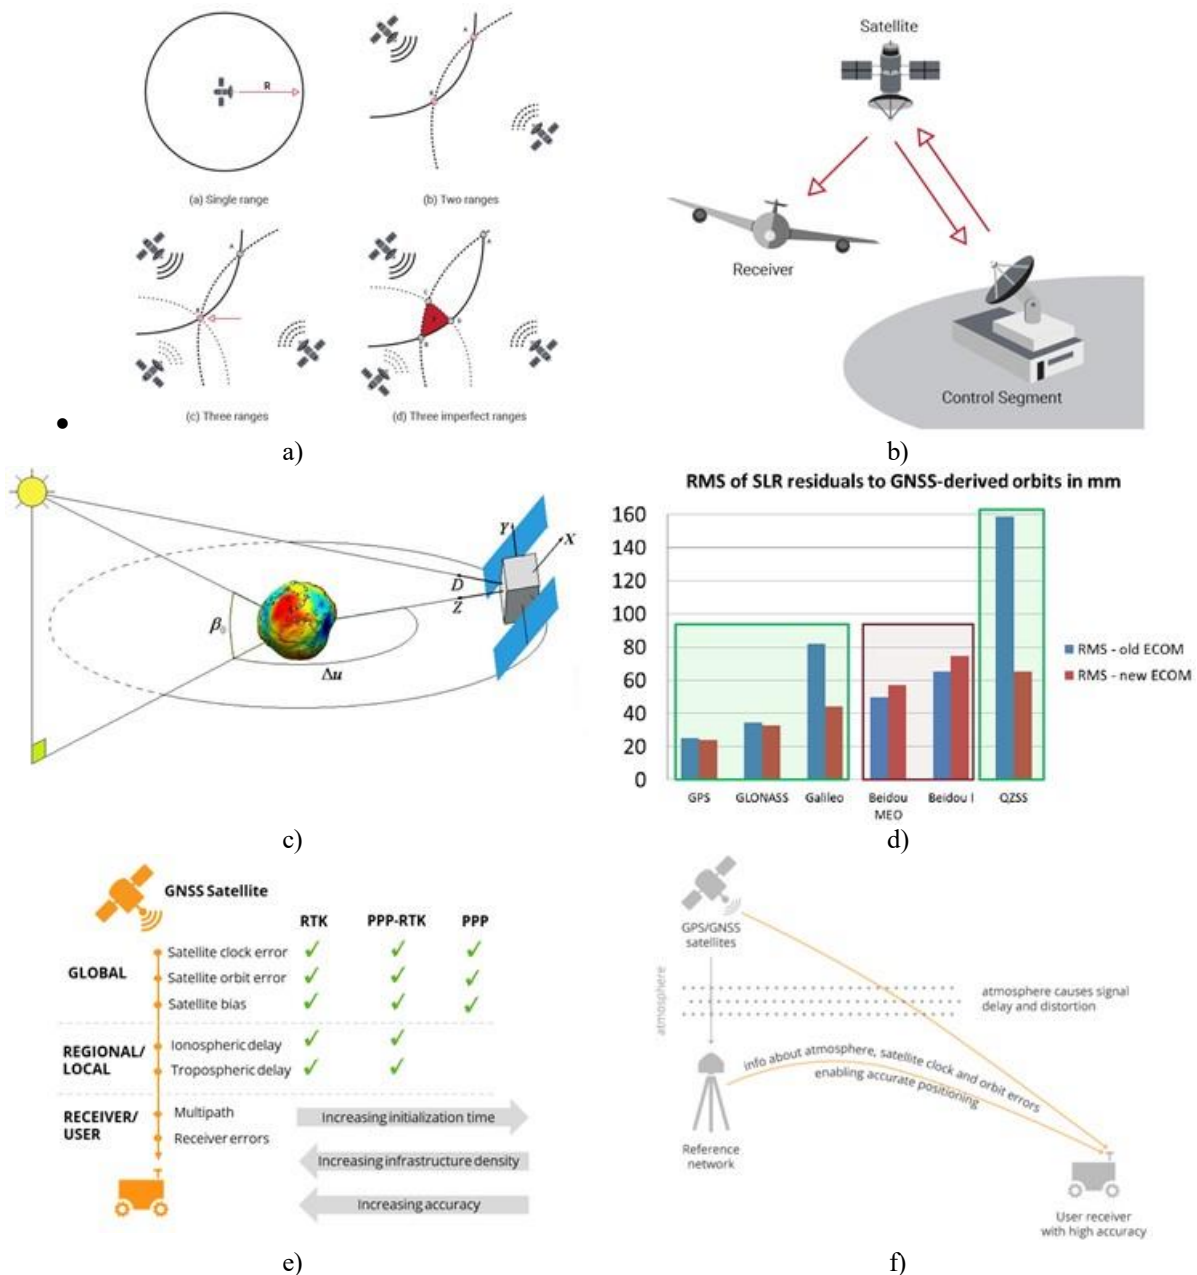 R
(a) Single range
A
B
(b) Two ranges
A
B
(c) Three ranges
A
C
B
(d) Three imperfect ranges
a)
Satellite
Receiver
Control Segment
b)
Y
X
D
Z
β₀
Δu
c)
RMS of SLR residuals to GNSS-derived orbits in mm
160
140
120
100
80
60
40
20
0
GPS
GLONASS
Galileo
Beidou
MEO
Beidou I
QZSS
RMS - old ECOM
RMS - new ECOM
d)
GNSS Satellite
RTK PPP-RTK PPP
GLOBAL
Satellite clock error ✓ ✓ ✓
Satellite orbit error ✓ ✓ ✓
Satellite bias ✓ ✓ ✓
REGIONAL/
LOCAL
Ionospheric delay ✓ ✓
Tropospheric delay ✓ ✓
RECEIVER/
USER
Multipath
Receiver errors
Increasing initialization time
Increasing infrastructure density
Increasing accuracy
e)
GPS/GNSS
satellites
atmosphere
atmosphere causes signal
delay and distortion
info about atmosphere, satellite clock and orbit errors
enabling accurate positioning
Reference
network
User receiver
with high accuracy
f)